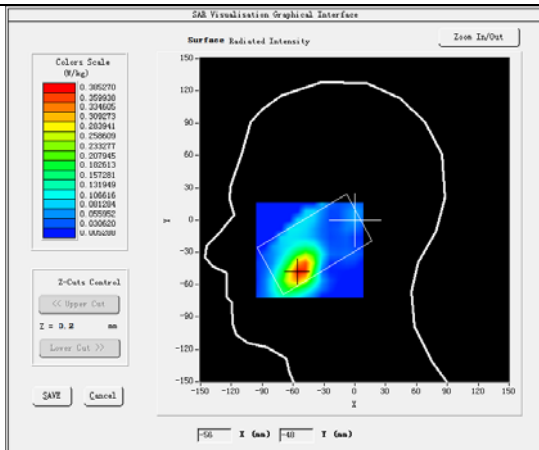 SAR Visualisation Graphical Interface
Surface Radiated Intensity
Zoom In/Out
Colors Scale
(W/kg)
0.385270
0.359938
0.334605
0.309273
0.283941
0.258609
0.233277
0.207945
0.182613
0.157281
0.131949
0.106616
0.081284
0.055952
0.030620
0.005288
Z-Cuts Control
<< Upper Cut
Z = 0.2 mm
Lower Cut >>
SAVE Cancel
150
120
90
60
30
0
-30
-60
-90
-120
-150
Y
-150 -120 -90 -60 -30 0 30 60 90 120 150
X
-56 X (mm) -48 Y (mm)